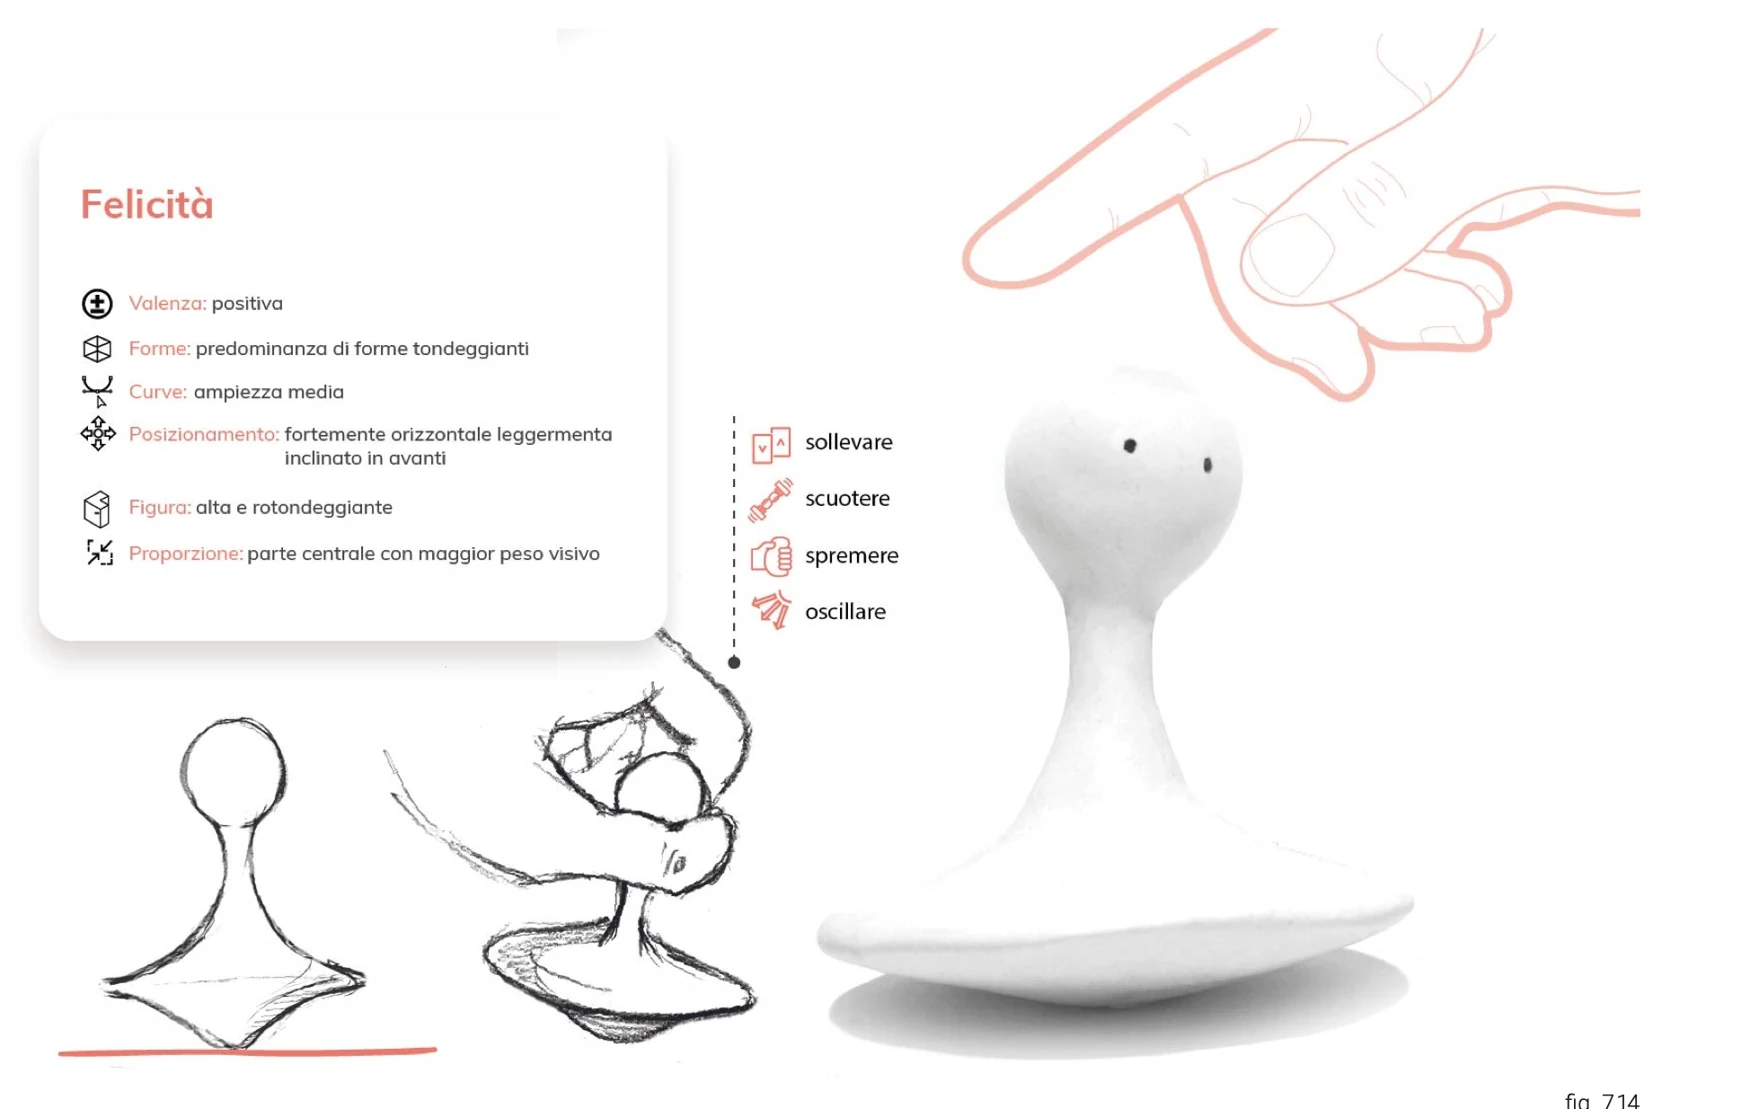 Felicità
Valenza: positiva
Forme: predominanza di forme tondeggianti
Curve: ampiezza media
Posizionamento: fortemente orizzontale leggermenta
inclinato in avanti
Figura: alta e rotondeggiante
Proporzione: parte centrale con maggior peso visivo
sollevare
scuotere
spremere
oscillare
fig. 7.14